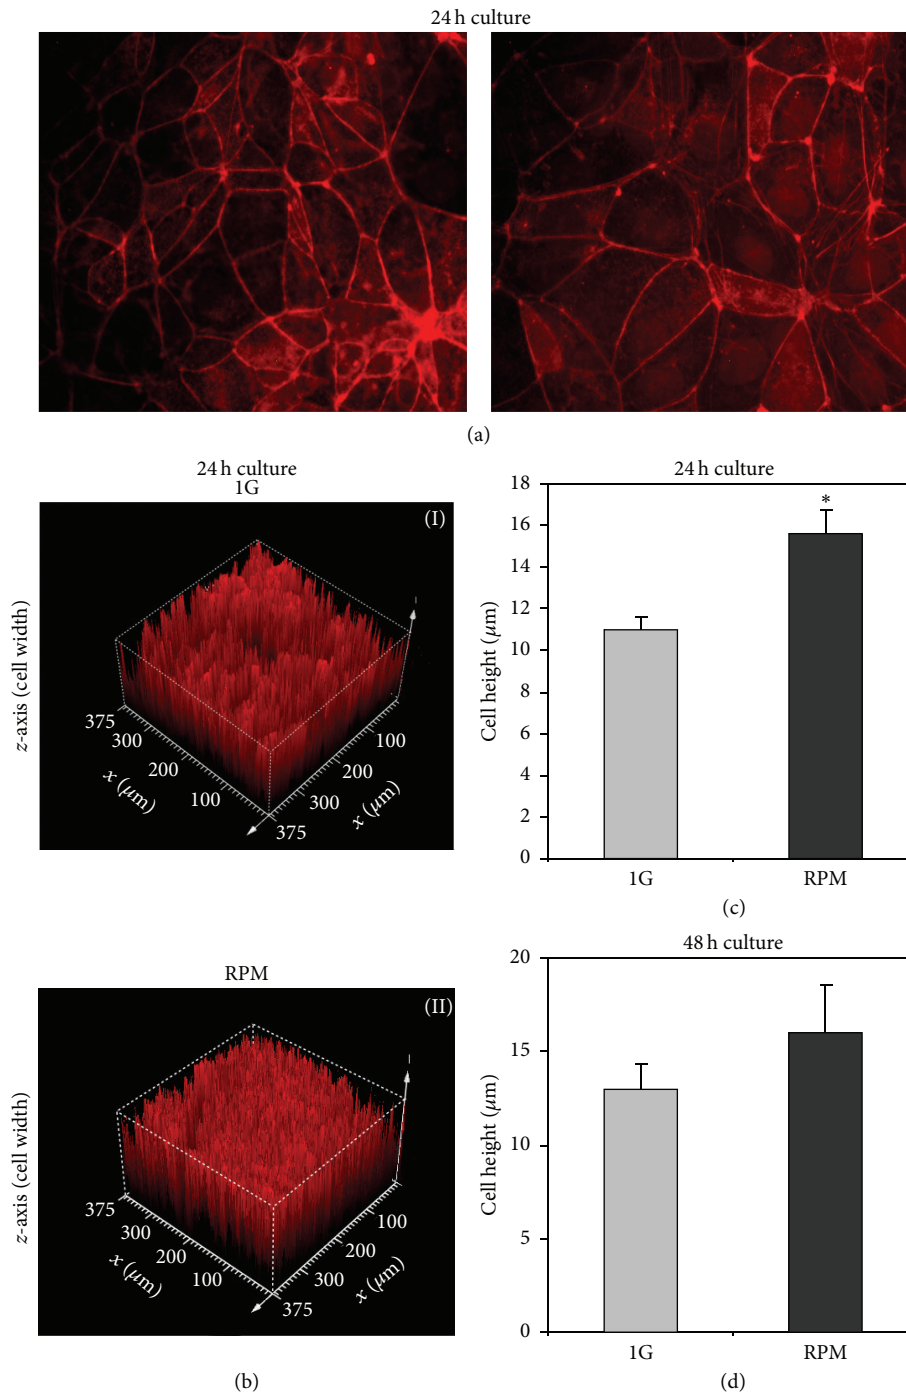 24 h culture
(a)
24 h culture
1G
(I)
z-axis (cell width)
375
300
200
100
x (μm)
100
200
300
375
x (μm)
RPM
(II)
z-axis (cell width)
375
300
200
100
x (μm)
100
200
300
375
x (μm)
(b)
24 h culture
Cell height (μm)
18
16
14
12
10
8
6
4
2
0
*
1G
RPM
(c)
48 h culture
Cell height (μm)
20
15
10
5
0
1G
RPM
(d)